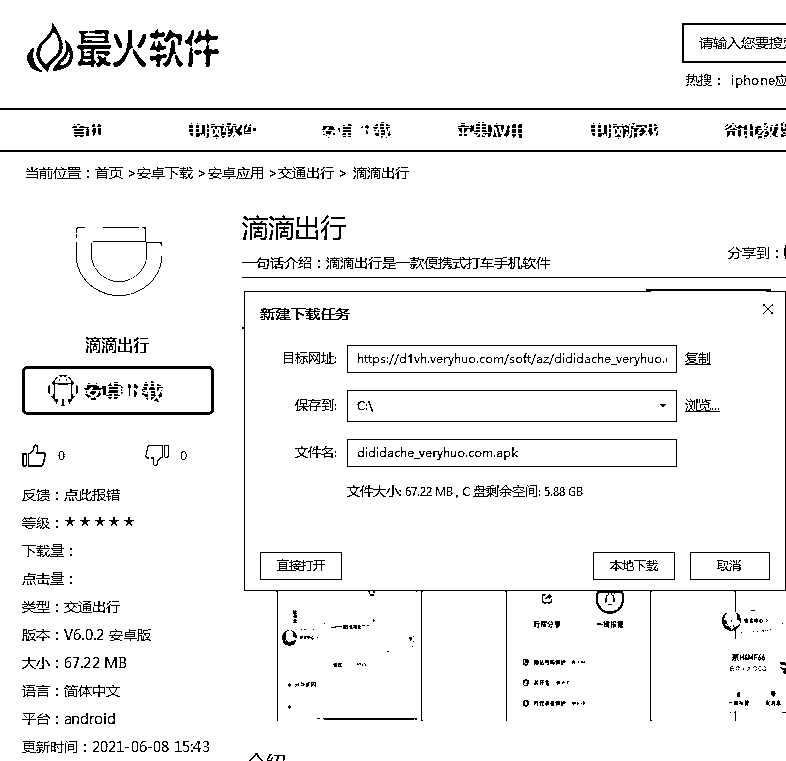 最火软件
请输入您要搜
热搜： iphone应
首页 电脑软件 安卓下载 苹果应用 电脑游戏
当前位置：首页 >安卓下载 >安卓应用 >交通出行 > 滴滴出行
滴滴出行
一句话介绍：滴滴出行是一款便携式打车手机软件
分享到：
新建下载任务
目标网址: https://d1vh.veryhuo.com/soft/az/dididache_veryhuo. 复制
保存到: C:\ 浏览...
文件名: dididache_veryhuo.com.apk
文件大小: 67.22 MB , C 盘剩余空间: 5.88 GB
直接打开 本地下载 取消
滴滴出行
安卓下载
0 0
反馈：点此报错
等级：★★★★★
下载量：
点击量：
类型：交通出行
版本：V6.0.2 安卓版
大小：67.22 MB
语言：简体中文
平台：android
更新时间：2021-06-08 15:43
行程分享 一键报警
介绍